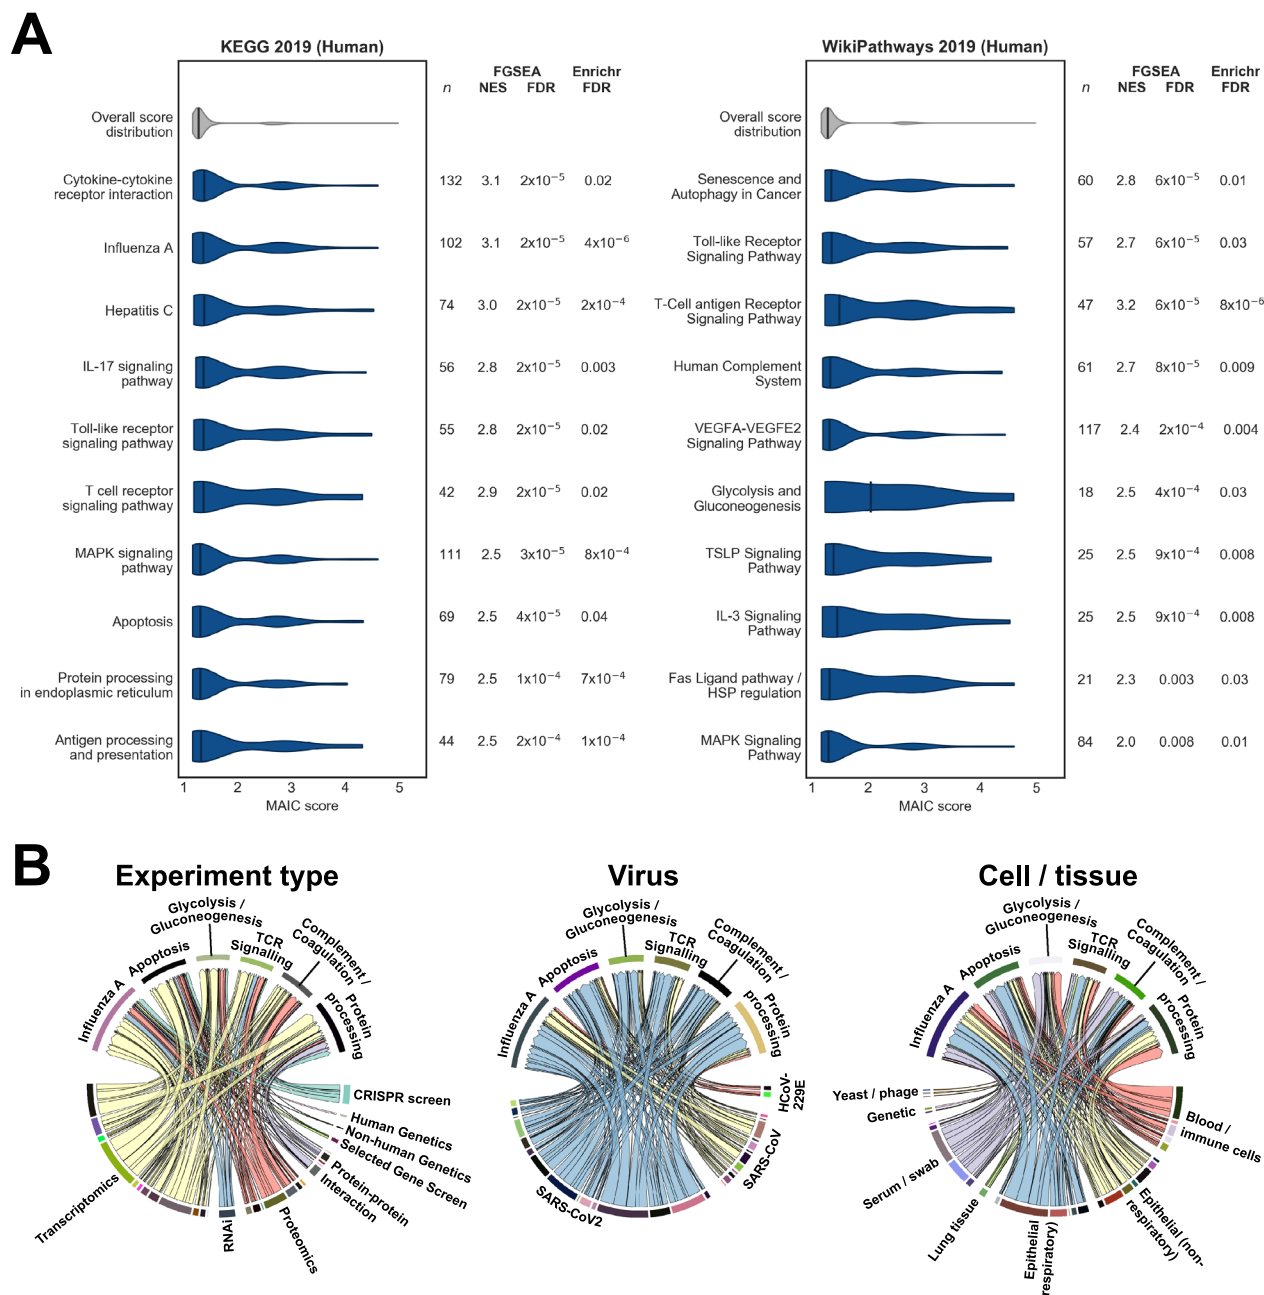 A
KEGG 2019 (Human)
n
FGSEA
NES FDR
Enrichr
FDR
Overall score
distribution
Cytokine-cytokine
receptor interaction
132 3.1 2x10⁻⁵ 0.02
Influenza A
102 3.1 2x10⁻⁵ 4x10⁻⁶
Hepatitis C
74 3.0 2x10⁻⁵ 2x10⁻⁴
IL-17 signaling
pathway
56 2.8 2x10⁻⁵ 0.003
Toll-like receptor
signaling pathway
55 2.8 2x10⁻⁵ 0.02
T cell receptor
signaling pathway
42 2.9 2x10⁻⁵ 0.02
MAPK signaling
pathway
111 2.5 3x10⁻⁵ 8x10⁻⁴
Apoptosis
69 2.5 4x10⁻⁵ 0.04
Protein processing
in endoplasmic reticulum
79 2.5 1x10⁻⁴ 7x10⁻⁴
Antigen processing
and presentation
44 2.5 2x10⁻⁴ 1x10⁻⁴
1 2 3 4 5
MAIC score
WikiPathways 2019 (Human)
n
FGSEA
NES FDR
Enrichr
FDR
Overall score
distribution
Senescence and
Autophagy in Cancer
60 2.8 6x10⁻⁵ 0.01
Toll-like Receptor
Signaling Pathway
57 2.7 6x10⁻⁵ 0.03
T-Cell antigen Receptor
Signaling Pathway
47 3.2 6x10⁻⁵ 8x10⁻⁶
Human Complement
System
61 2.7 8x10⁻⁵ 0.009
VEGFA-VEGFE2
Signaling Pathway
117 2.4 2x10⁻⁴ 0.004
Glycolysis and
Gluconeogenesis
18 2.5 4x10⁻⁴ 0.03
TSLP Signaling
Pathway
25 2.5 9x10⁻⁴ 0.008
IL-3 Signaling
Pathway
25 2.5 9x10⁻⁴ 0.008
Fas Ligand pathway /
HSP regulation
21 2.3 0.003 0.03
MAPK Signaling
Pathway
84 2.0 0.008 0.01
1 2 3 4 5
MAIC score
B
Experiment type
Influenza A
Apoptosis
Glycolysis /
Gluconeogenesis
TCR
Signalling
Complement /
Coagulation
Protein
processing
CRISPR screen
Human Genetics
Non-human Genetics
Selected Gene Screen
Protein-protein
Interaction
Proteomics
RNAi
Transcriptomics
Virus
Influenza A
Apoptosis
Glycolysis /
Gluconeogenesis
TCR
Signalling
Complement /
Coagulation
Protein
processing
HCoV-
229E
SARS-CoV
SARS-CoV2
Cell / tissue
Influenza A
Apoptosis
Glycolysis /
Gluconeogenesis
TCR
Signalling
Complement /
Coagulation
Protein
processing
Blood /
immune cells
Epithelial (non-
respiratory)
Epithelial
respiratory)
Lung tissue
Serum / swab
Genetic
Yeast / phage